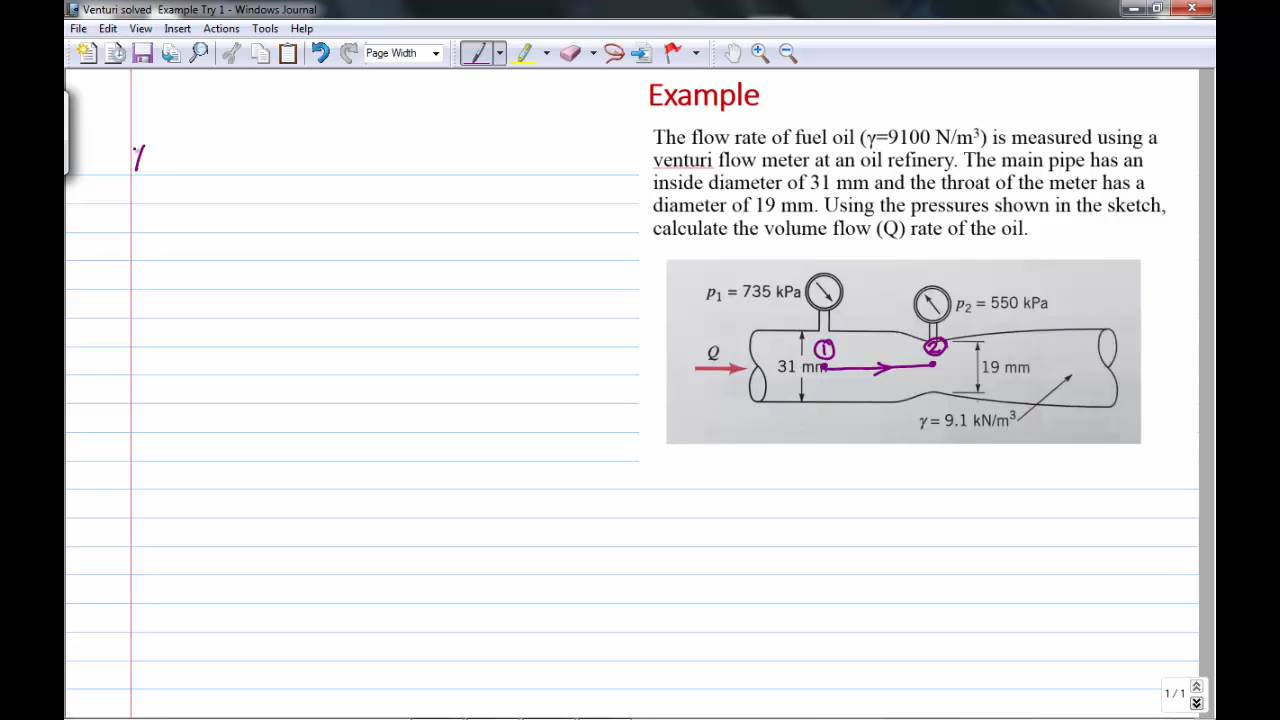 Venturi solved Example Try 1 - Windows Journal
File Edit View Insert Actions Tools Help
Page Width
Example
The flow rate of fuel oil (γ=9100 N/m³) is measured using a
venturi flow meter at an oil refinery. The main pipe has an
inside diameter of 31 mm and the throat of the meter has a
diameter of 19 mm. Using the pressures shown in the sketch,
calculate the volume flow (Q) rate of the oil.
p₁ = 735 kPa
p₂ = 550 kPa
1
2
Q
31 mm
19 mm
γ = 9.1 kN/m³
1 / 1